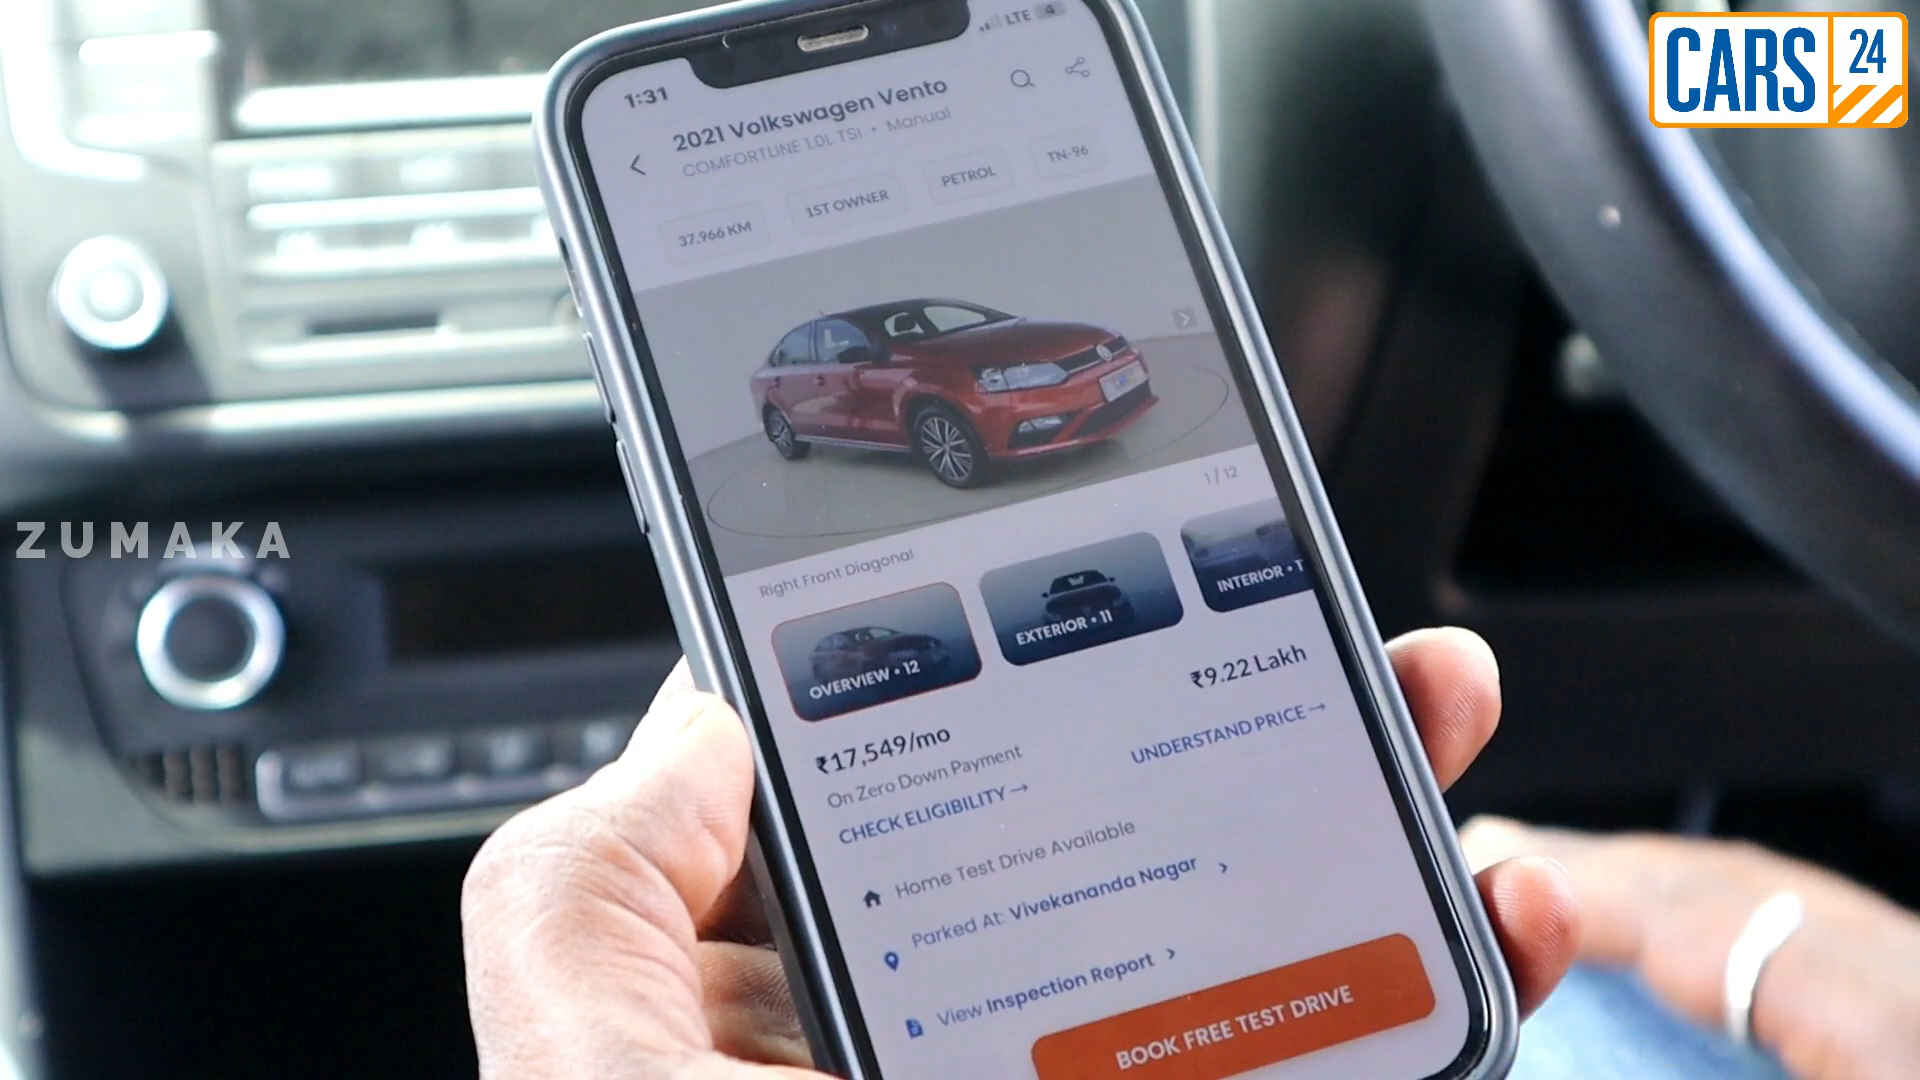 CARS 24
1:31
LTE 4
2021 Volkswagen Vento
COMFORTLINE 1.0L TSI • Manual
37,966 KM
1ST OWNER
PETROL
TN-96
1 / 12
Right Front Diagonal
OVERVIEW • 12
EXTERIOR • 11
INTERIOR • 1
₹17,549/mo
₹9.22 Lakh
On Zero Down Payment
UNDERSTAND PRICE →
CHECK ELIGIBILITY →
Home Test Drive Available
Parked At: Vivekananda Nagar >
View Inspection Report >
BOOK FREE TEST DRIVE
ZUMAKA